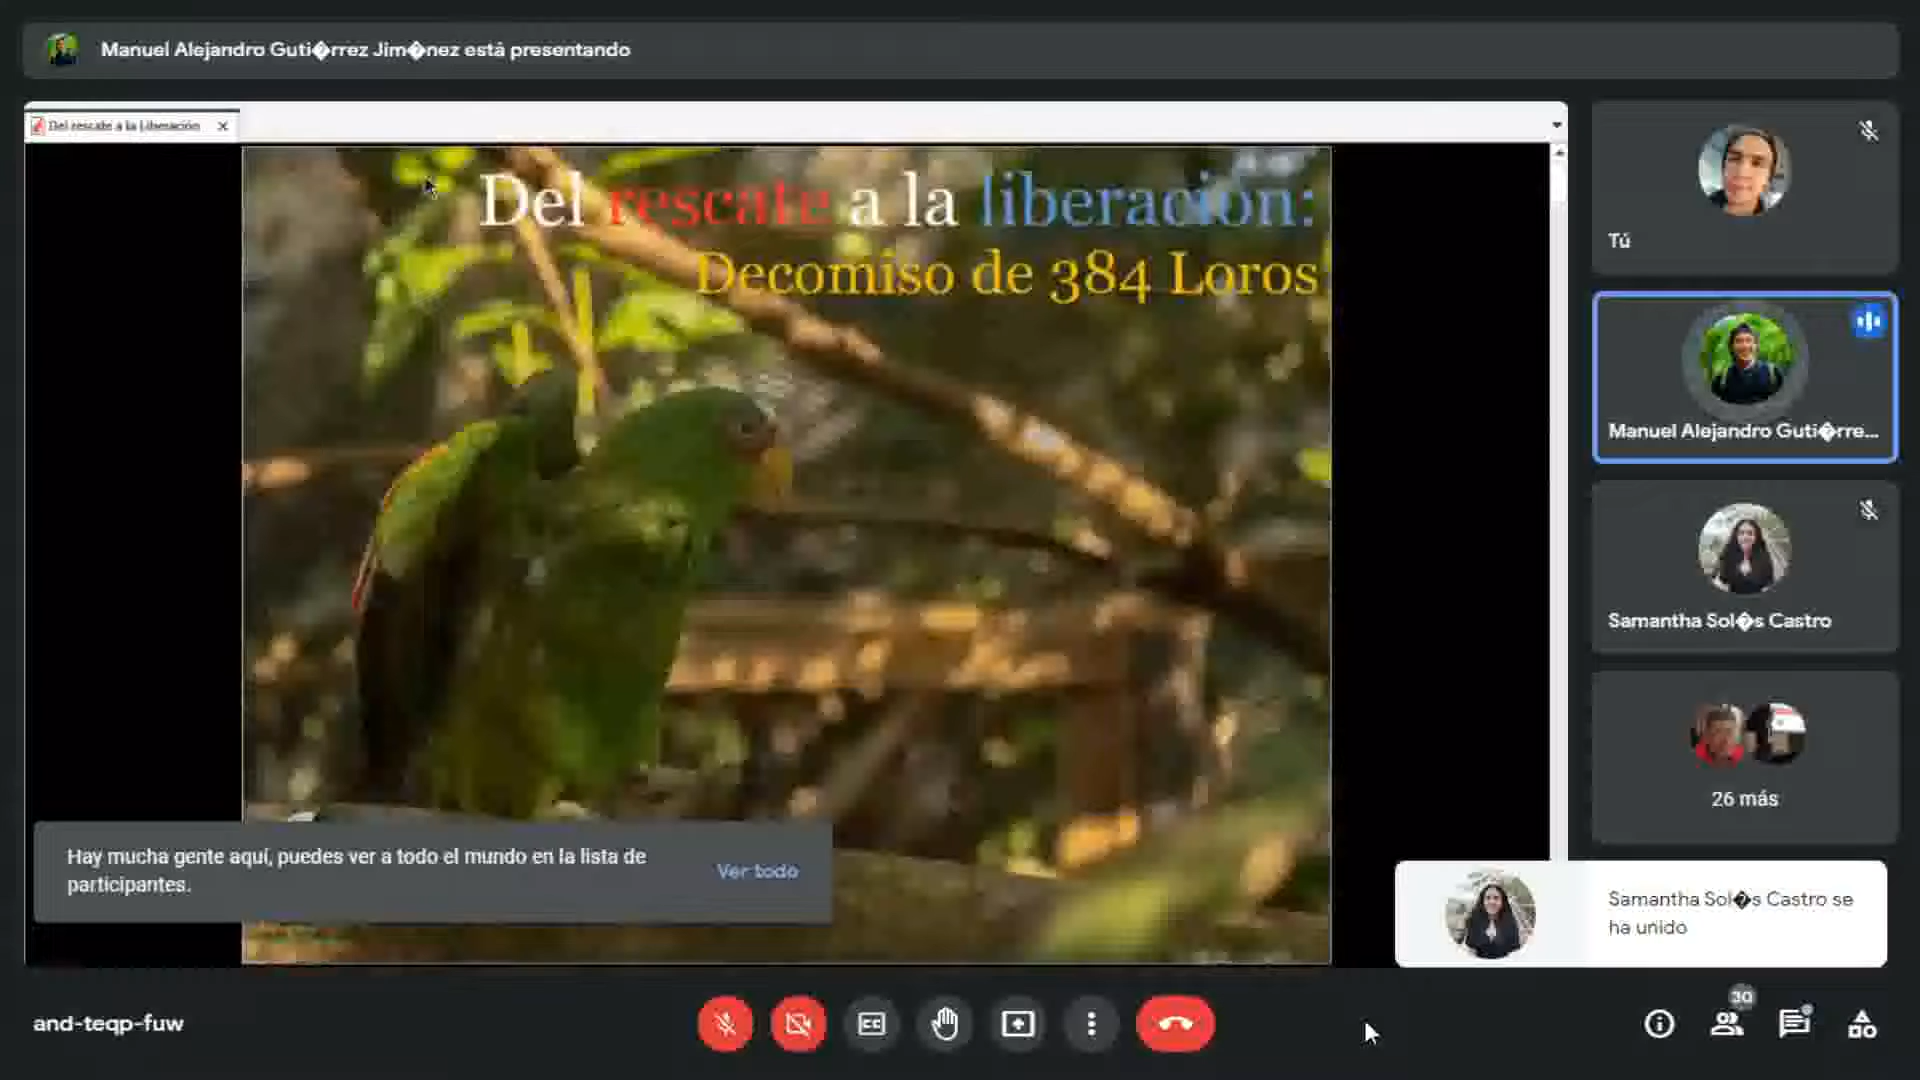 Manuel Alejandro Guti�rrez Jim�nez está presentando
Del rescate a la Liberación
Del rescate a la liberación:
Decomiso de 384 Loros
Tú
Manuel Alejandro Guti�rre...
Samantha Sol�s Castro
26 más
Hay mucha gente aquí, puedes ver a todo el mundo en la lista de
participantes.
Ver todo
Samantha Sol�s Castro se
ha unido
and-teqp-fuw
CC
30